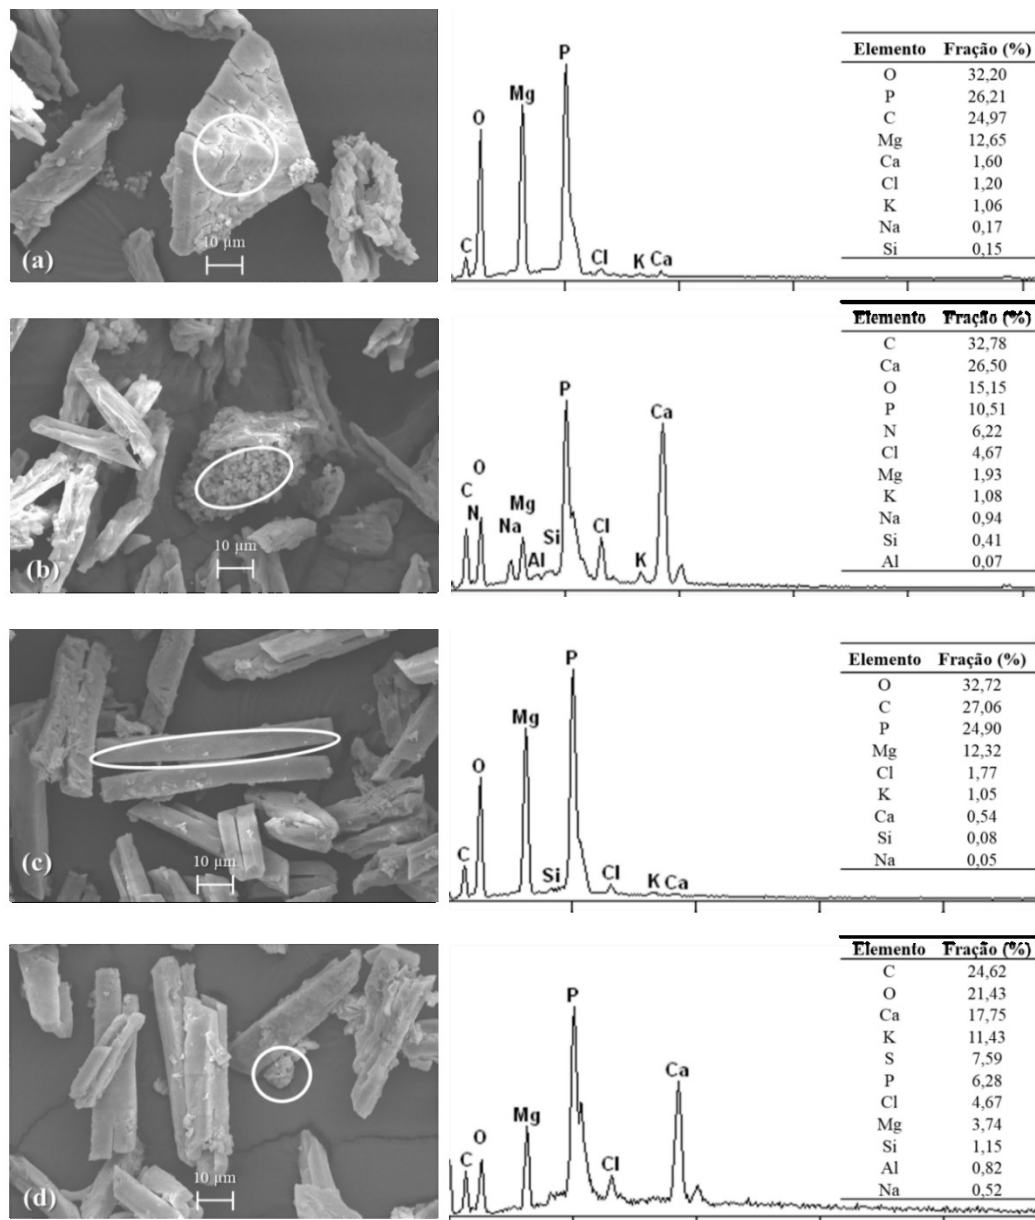 Elemento Fração (%)
O 32,20
P 26,21
C 24,97
Mg 12,65
Ca 1,60
Cl 1,20
K 1,06
Na 0,17
Si 0,15
P
Mg
O
C
Cl
K
Ca
10 µm
(a)
Elemento Fração (%)
C 32,78
Ca 26,50
O 15,15
P 10,51
N 6,22
Cl 4,67
Mg 1,93
K 1,08
Na 0,94
Si 0,41
Al 0,07
P
Ca
O
C
N
Mg
Na
Si
Al
Cl
K
10 µm
(b)
Elemento Fração (%)
O 32,72
C 27,06
P 24,90
Mg 12,32
Cl 1,77
K 1,05
Ca 0,54
Si 0,08
Na 0,05
P
Mg
O
C
Si
Cl
K
Ca
10 µm
(c)
Elemento Fração (%)
C 24,62
O 21,43
Ca 17,75
K 11,43
S 7,59
P 6,28
Cl 4,67
Mg 3,74
Si 1,15
Al 0,82
Na 0,52
P
Ca
Mg
O
C
Cl
10 µm
(d)